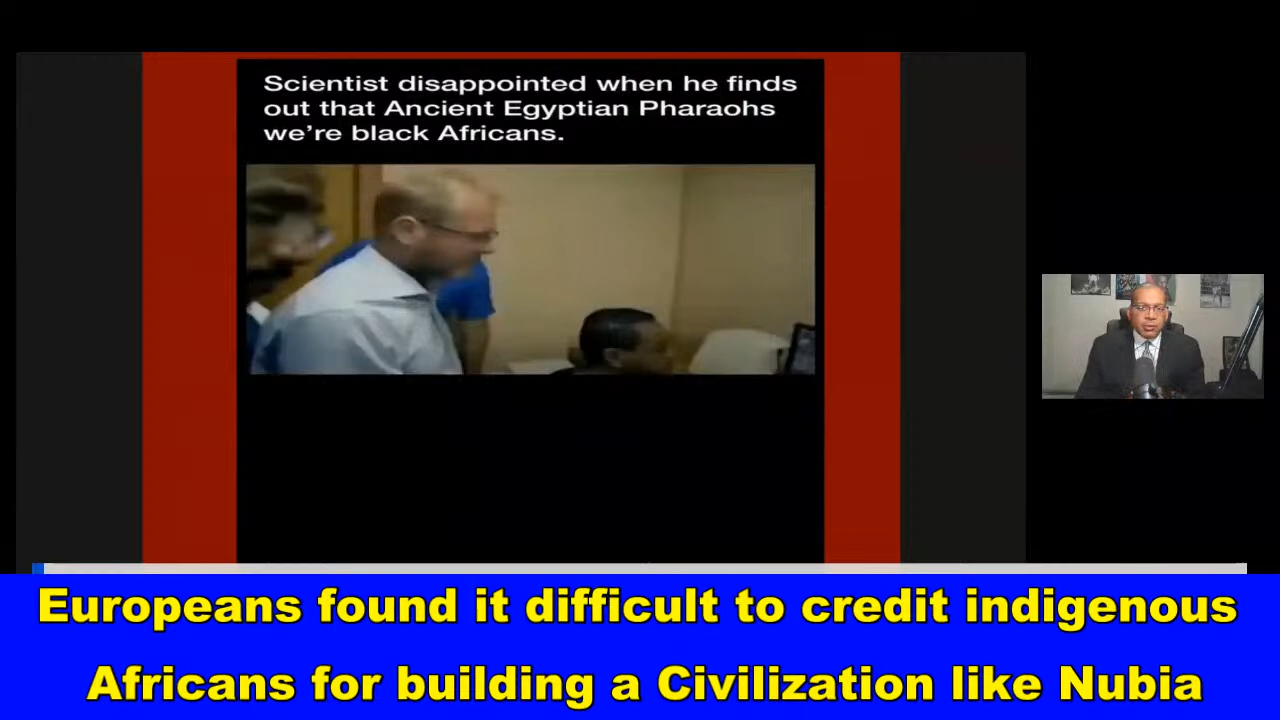 Scientist disappointed when he finds
out that Ancient Egyptian Pharaohs
we're black Africans.
Europeans found it difficult to credit indigenous
Africans for building a Civilization like Nubia